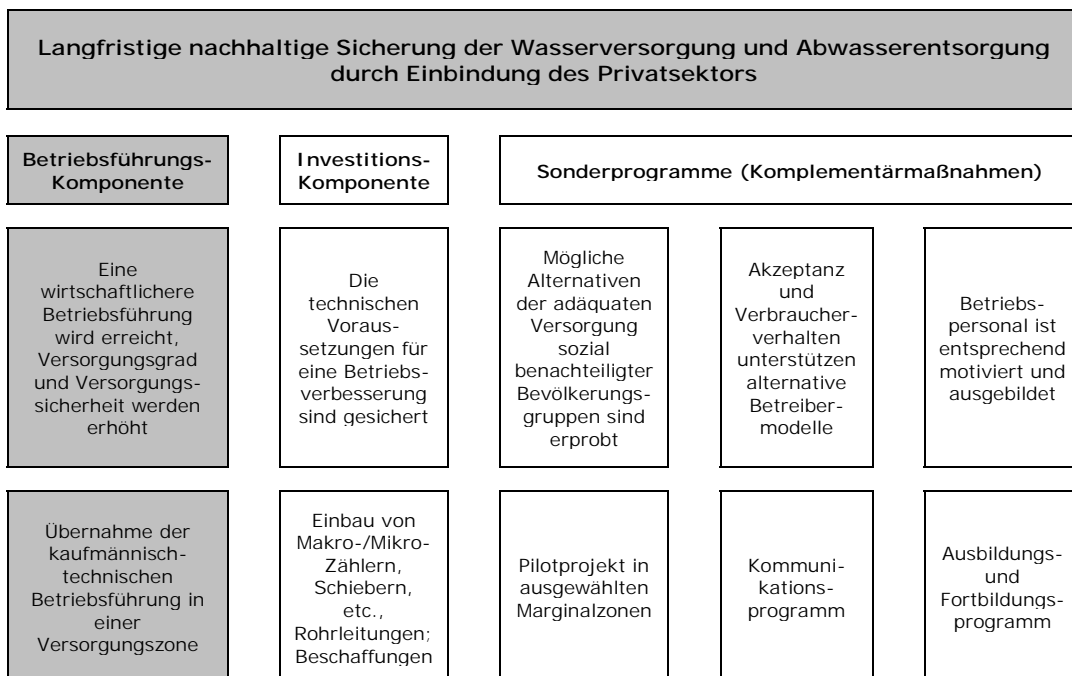 Langfristige nachhaltige Sicherung der Wasserversorgung und Abwasserentsorgung
durch Einbindung des Privatsektors
Betriebsführungs-
Komponente
Investitions-
Komponente
Sonderprogramme (Komplementärmaßnahmen)
Eine
wirtschaftlichere
Betriebsführung
wird erreicht,
Versorgungsgrad
und Versorgungs-
sicherheit werden
erhöht
Die
technischen
Voraus-
setzungen für
eine Betriebs-
verbesserung
sind gesichert
Mögliche
Alternativen
der adäquaten
Versorgung
sozial
benachteiligter
Bevölkerungs-
gruppen sind
erprobt
Akzeptanz
und
Verbraucher-
verhalten
unterstützen
alternative
Betreiber-
modelle
Betriebs-
personal ist
entsprechend
motiviert und
ausgebildet
Übernahme der
kaufmännisch-
technischen
Betriebsführung in
einer
Versorgungszone
Einbau von
Makro-/Mikro-
Zählern,
Schiebern,
etc.,
Rohrleitungen;
Beschaffungen
Pilotprojekt in
ausgewählten
Marginalzonen
Kommuni-
kations-
programm
Ausbildungs-
und
Fortbildungs-
programm